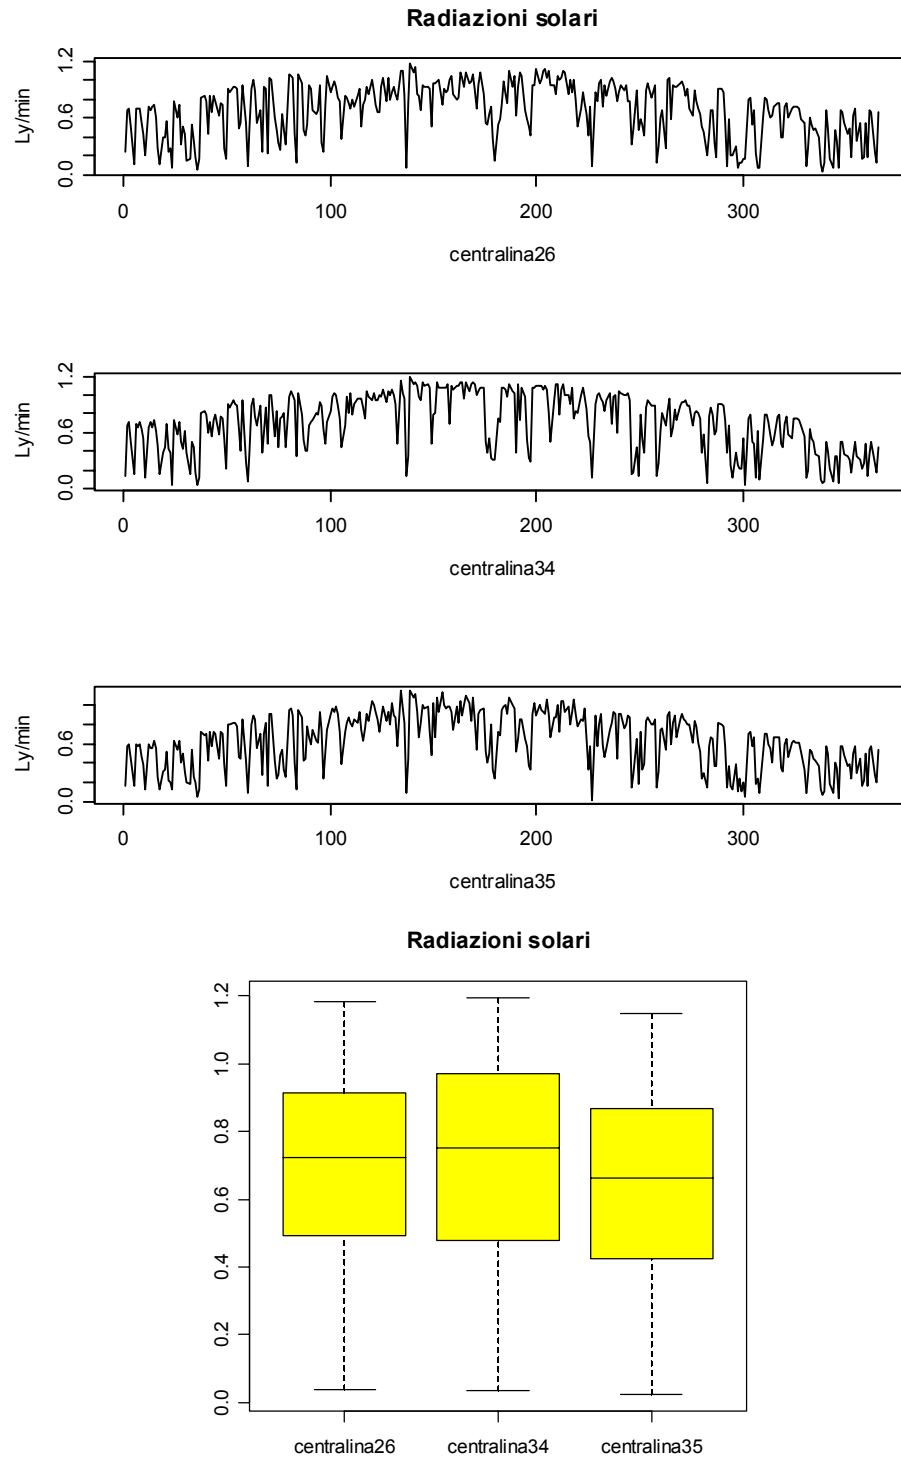 Radiazioni solari
Ly/min
0.0 0.6 1.2
0 100 200 300
centralina26
Ly/min
0.0 0.6 1.2
0 100 200 300
centralina34
Ly/min
0.0 0.6
0 100 200 300
centralina35
Radiazioni solari
0.0 0.2 0.4 0.6 0.8 1.0 1.2
centralina26 centralina34 centralina35